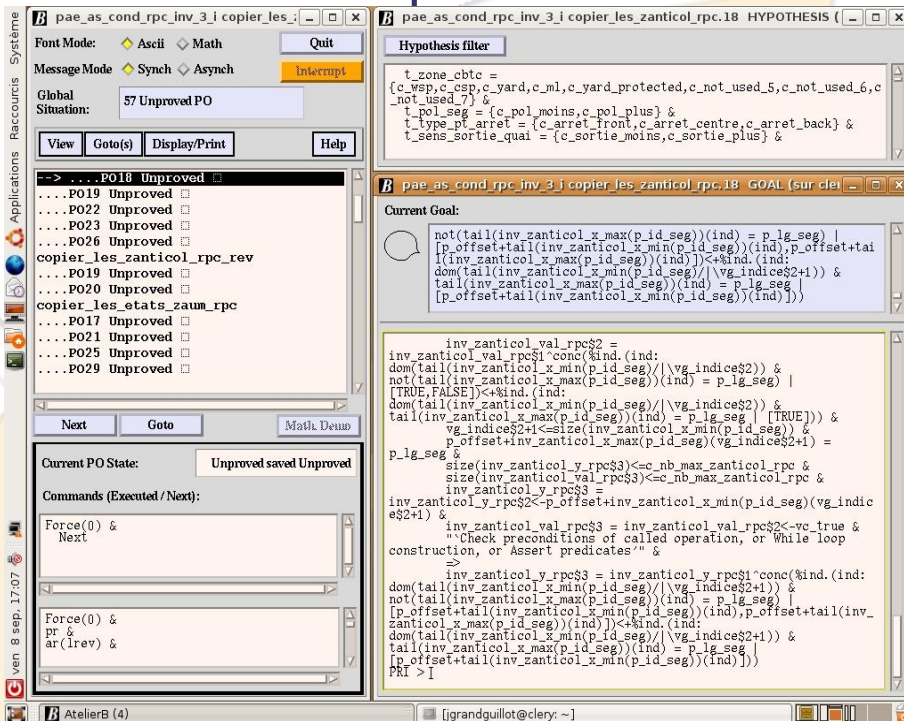 Système
Raccourcis
Applications
ven 8 sep. 17:07
B pae_as_cond_rpc_inv_3_i copier_les_
Font Mode: Ascii Math Quit
Message Mode Synch Asynch Interrupt
Global Situation: 57 Unproved PO
View Goto(s) Display/Print Help
--> ....PO18 Unproved
....PO19 Unproved
....PO22 Unproved
....PO23 Unproved
....PO26 Unproved
copier_les_zanticol_rpc_rev
....PO19 Unproved
....PO20 Unproved
copier_les_etats_zaum_rpc
....PO17 Unproved
....PO21 Unproved
....PO25 Unproved
....PO29 Unproved
Next Goto Math. Demo
Current PO State: Unproved saved Unproved
Commands (Executed / Next):
Force(0) &
Next
Force(0) &
pr &
ar(lrev) &
B pae_as_cond_rpc_inv_3_i copier_les_zanticol_rpc.18 HYPOTHESIS (
Hypothesis filter
t_zone_cbtc =
{c_wsp,c_csp,c_yard,c_ml,c_yard_protected,c_not_used_5,c_not_used_6,c
_not_used_7} &
t_pol_seg = {c_pol_moins,c_pol_plus} &
t_type_pt_arret = {c_arret_front,c_arret_centre,c_arret_back} &
t_sens_sortie_quai = {c_sortie_moins,c_sortie_plus} &
B pae_as_cond_rpc_inv_3_i copier_les_zanticol_rpc.18 GOAL (sur cler
Current Goal:
not(tail(inv_zanticol_x_max(p_id_seg))(ind) = p_lg_seg) |
[p_offset+tail(inv_zanticol_x_min(p_id_seg))(ind),p_offset+tai
l(inv_zanticol_x_max(p_id_seg))(ind)])<+%ind.(ind:
dom(tail(inv_zanticol_x_min(p_id_seg)/|\vg_indice$2+1)) &
tail(inv_zanticol_x_max(p_id_seg))(ind) = p_lg_seg |
[p_offset+tail(inv_zanticol_x_min(p_id_seg))(ind)]))
inv_zanticol_val_rpc$2 =
inv_zanticol_val_rpc$1^conc(%ind.(ind:
dom(tail(inv_zanticol_x_min(p_id_seg)/|\vg_indice$2)) &
not(tail(inv_zanticol_x_max(p_id_seg))(ind) = p_lg_seg) |
[TRUE,FALSE])<+%ind.(ind:
dom(tail(inv_zanticol_x_min(p_id_seg)/|\vg_indice$2)) &
tail(inv_zanticol_x_max(p_id_seg))(ind) = p_lg_seg | [TRUE])) &
vg_indice$2+1<=size(inv_zanticol_x_min(p_id_seg)) &
p_offset+inv_zanticol_x_max(p_id_seg)(vg_indice$2+1) =
p_lg_seg &
size(inv_zanticol_y_rpc$3)<=c_nb_max_zanticol_rpc &
size(inv_zanticol_val_rpc$3)<=c_nb_max_zanticol_rpc &
inv_zanticol_y_rpc$3 =
inv_zanticol_y_rpc$2<-p_offset+inv_zanticol_x_min(p_id_seg)(vg_indic
e$2+1) &
inv_zanticol_val_rpc$3 = inv_zanticol_val_rpc$2<-vc_true &
"`Check preconditions of called operation, or While loop
construction, or Assert predicates'" &
=>
inv_zanticol_y_rpc$3 = inv_zanticol_y_rpc$1^conc(%ind.(ind:
dom(tail(inv_zanticol_x_min(p_id_seg)/|\vg_indice$2+1)) &
not(tail(inv_zanticol_x_max(p_id_seg))(ind) = p_lg_seg) |
[p_offset+tail(inv_zanticol_x_min(p_id_seg))(ind),p_offset+tail(inv_
zanticol_x_max(p_id_seg))(ind)])<+%ind.(ind:
dom(tail(inv_zanticol_x_min(p_id_seg)/|\vg_indice$2+1)) &
tail(inv_zanticol_x_max(p_id_seg))(ind) = p_lg_seg |
[p_offset+tail(inv_zanticol_x_min(p_id_seg))(ind)]))
PRI >
B AtelierB (4)
[jgrandguillot@clery: ~]